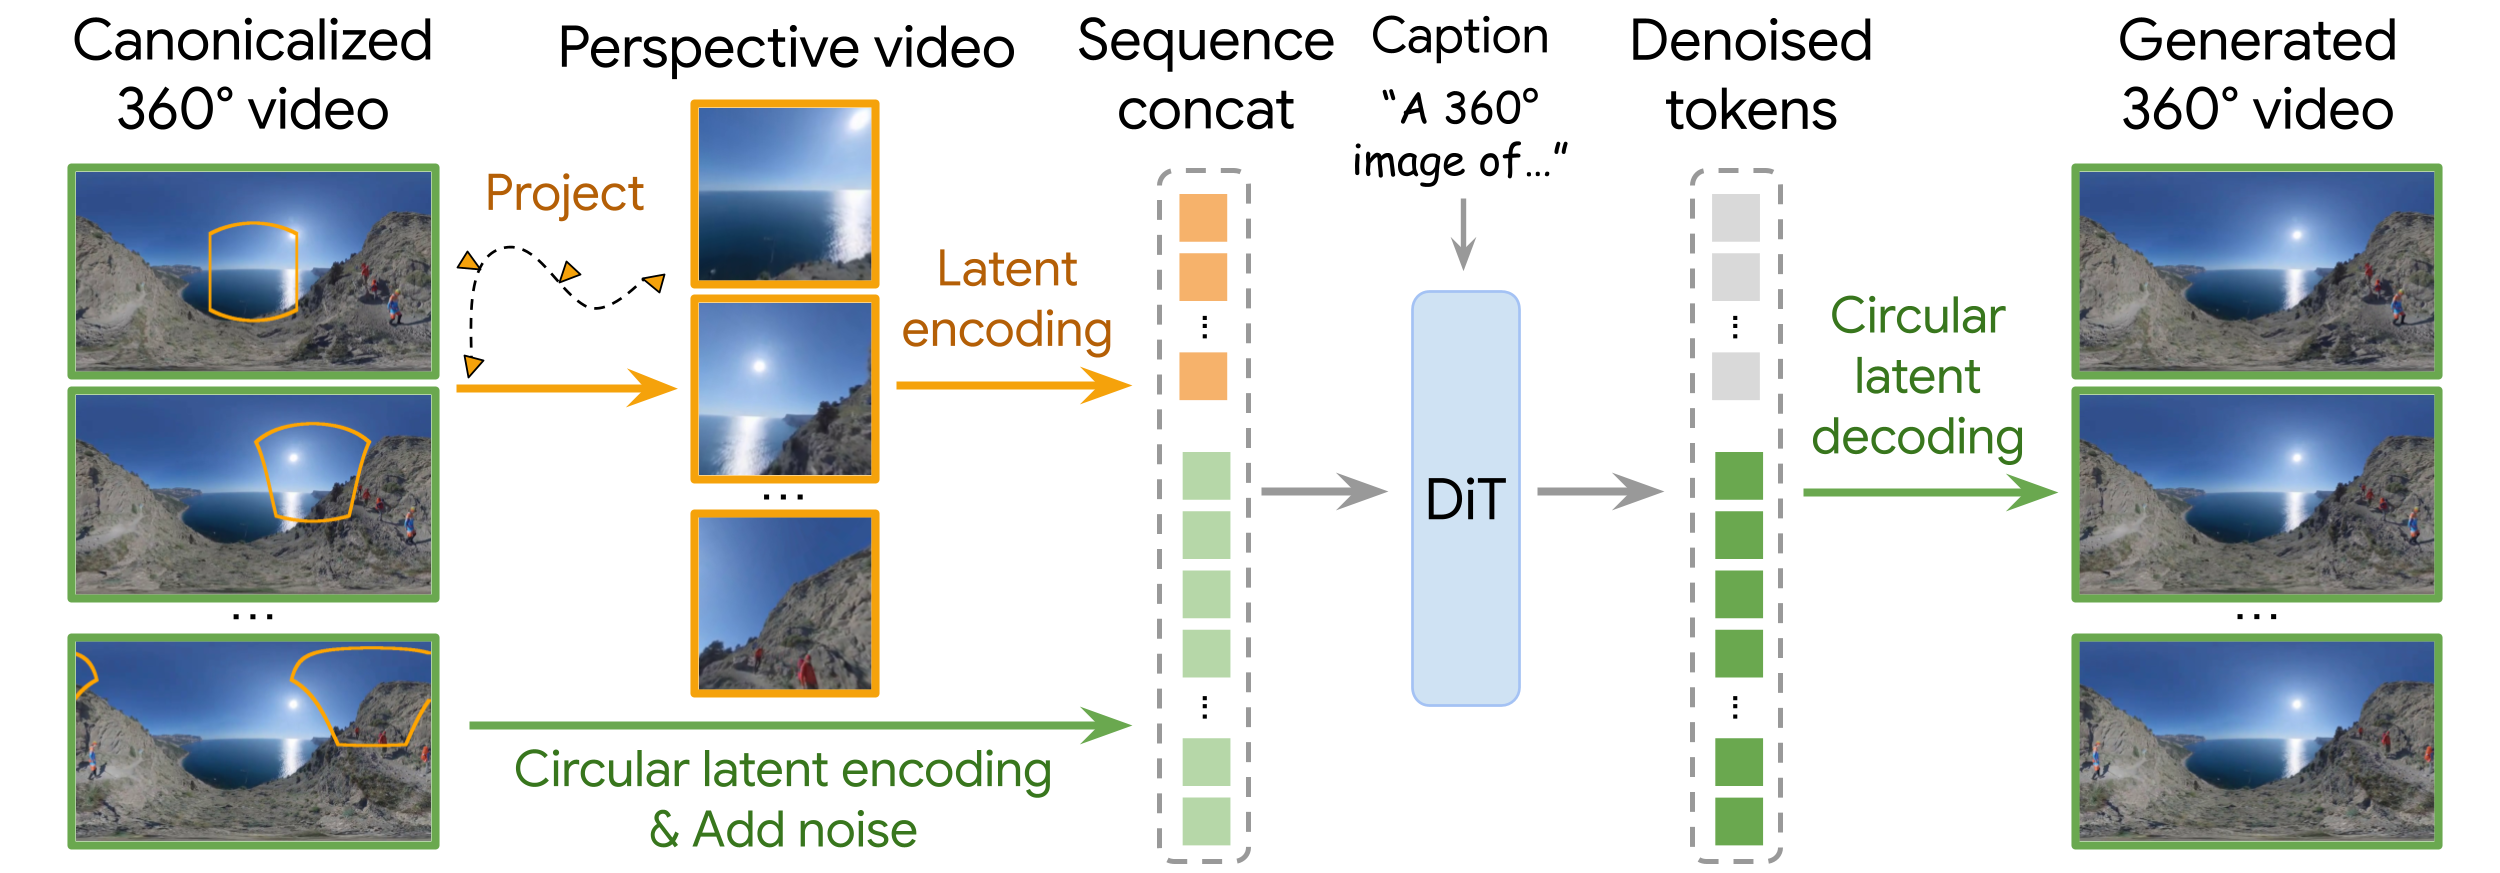 Canonicalized
360° video
Perspective video
Sequence
concat
Caption
"A 360°
image of..."
Denoised
tokens
Generated
360° video
Project
Latent
encoding
...
...
DiT
Circular
latent
decoding
...
Circular latent encoding
& Add noise